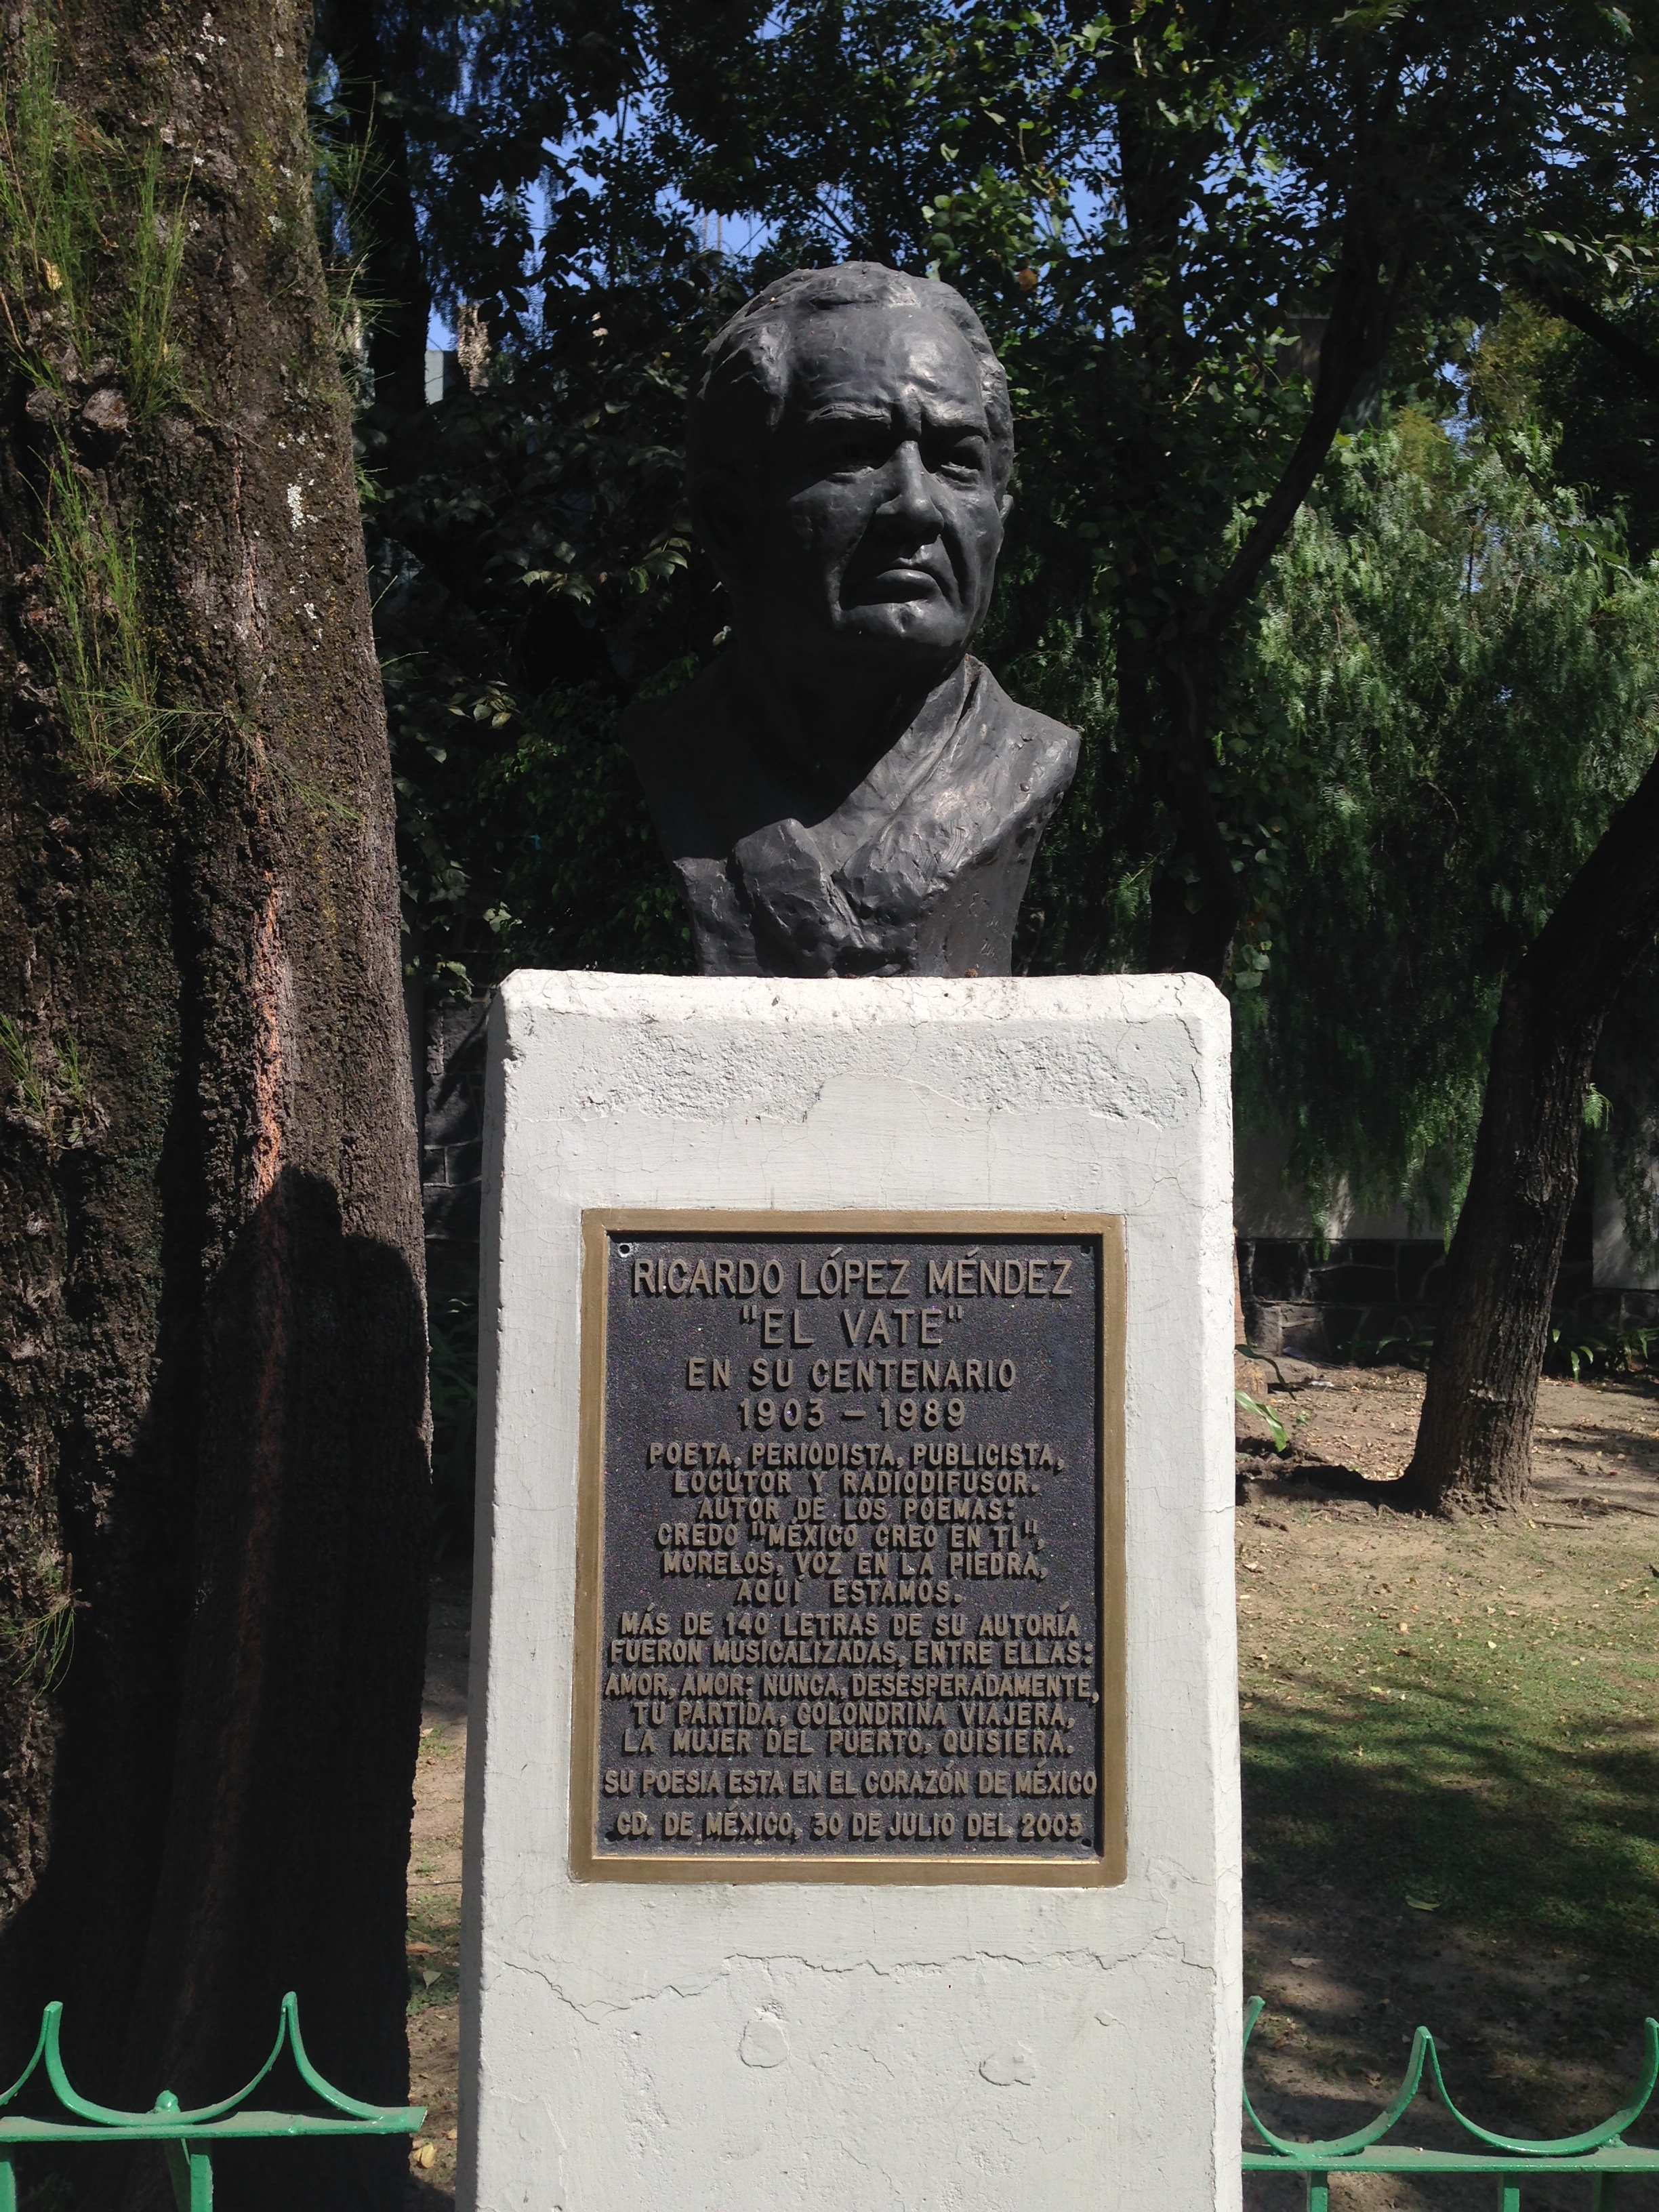 RICARDO LÓPEZ MÉNDEZ
"EL VATE"
EN SU CENTENARIO
1903 – 1989
POETA, PERIODISTA, PUBLICISTA,
LOCUTOR Y RADIODIFUSOR.
AUTOR DE LOS POEMAS:
CREDO "MÉXICO CREO EN TI",
MORELOS, VOZ EN LA PIEDRA,
AQUÍ ESTAMOS.
MÁS DE 140 LETRAS DE SU AUTORÍA
FUERON MUSICALIZADAS, ENTRE ELLAS:
AMOR, AMOR; NUNCA, DESESPERADAMENTE,
TÚ PARTIDA, GOLONDRINA VIAJERA,
LA MUJER DEL PUERTO, QUISIERA.
SU POESIA ESTA EN EL CORAZÓN DE MÉXICO
CD. DE MÉXICO, 30 DE JULIO DEL 2003